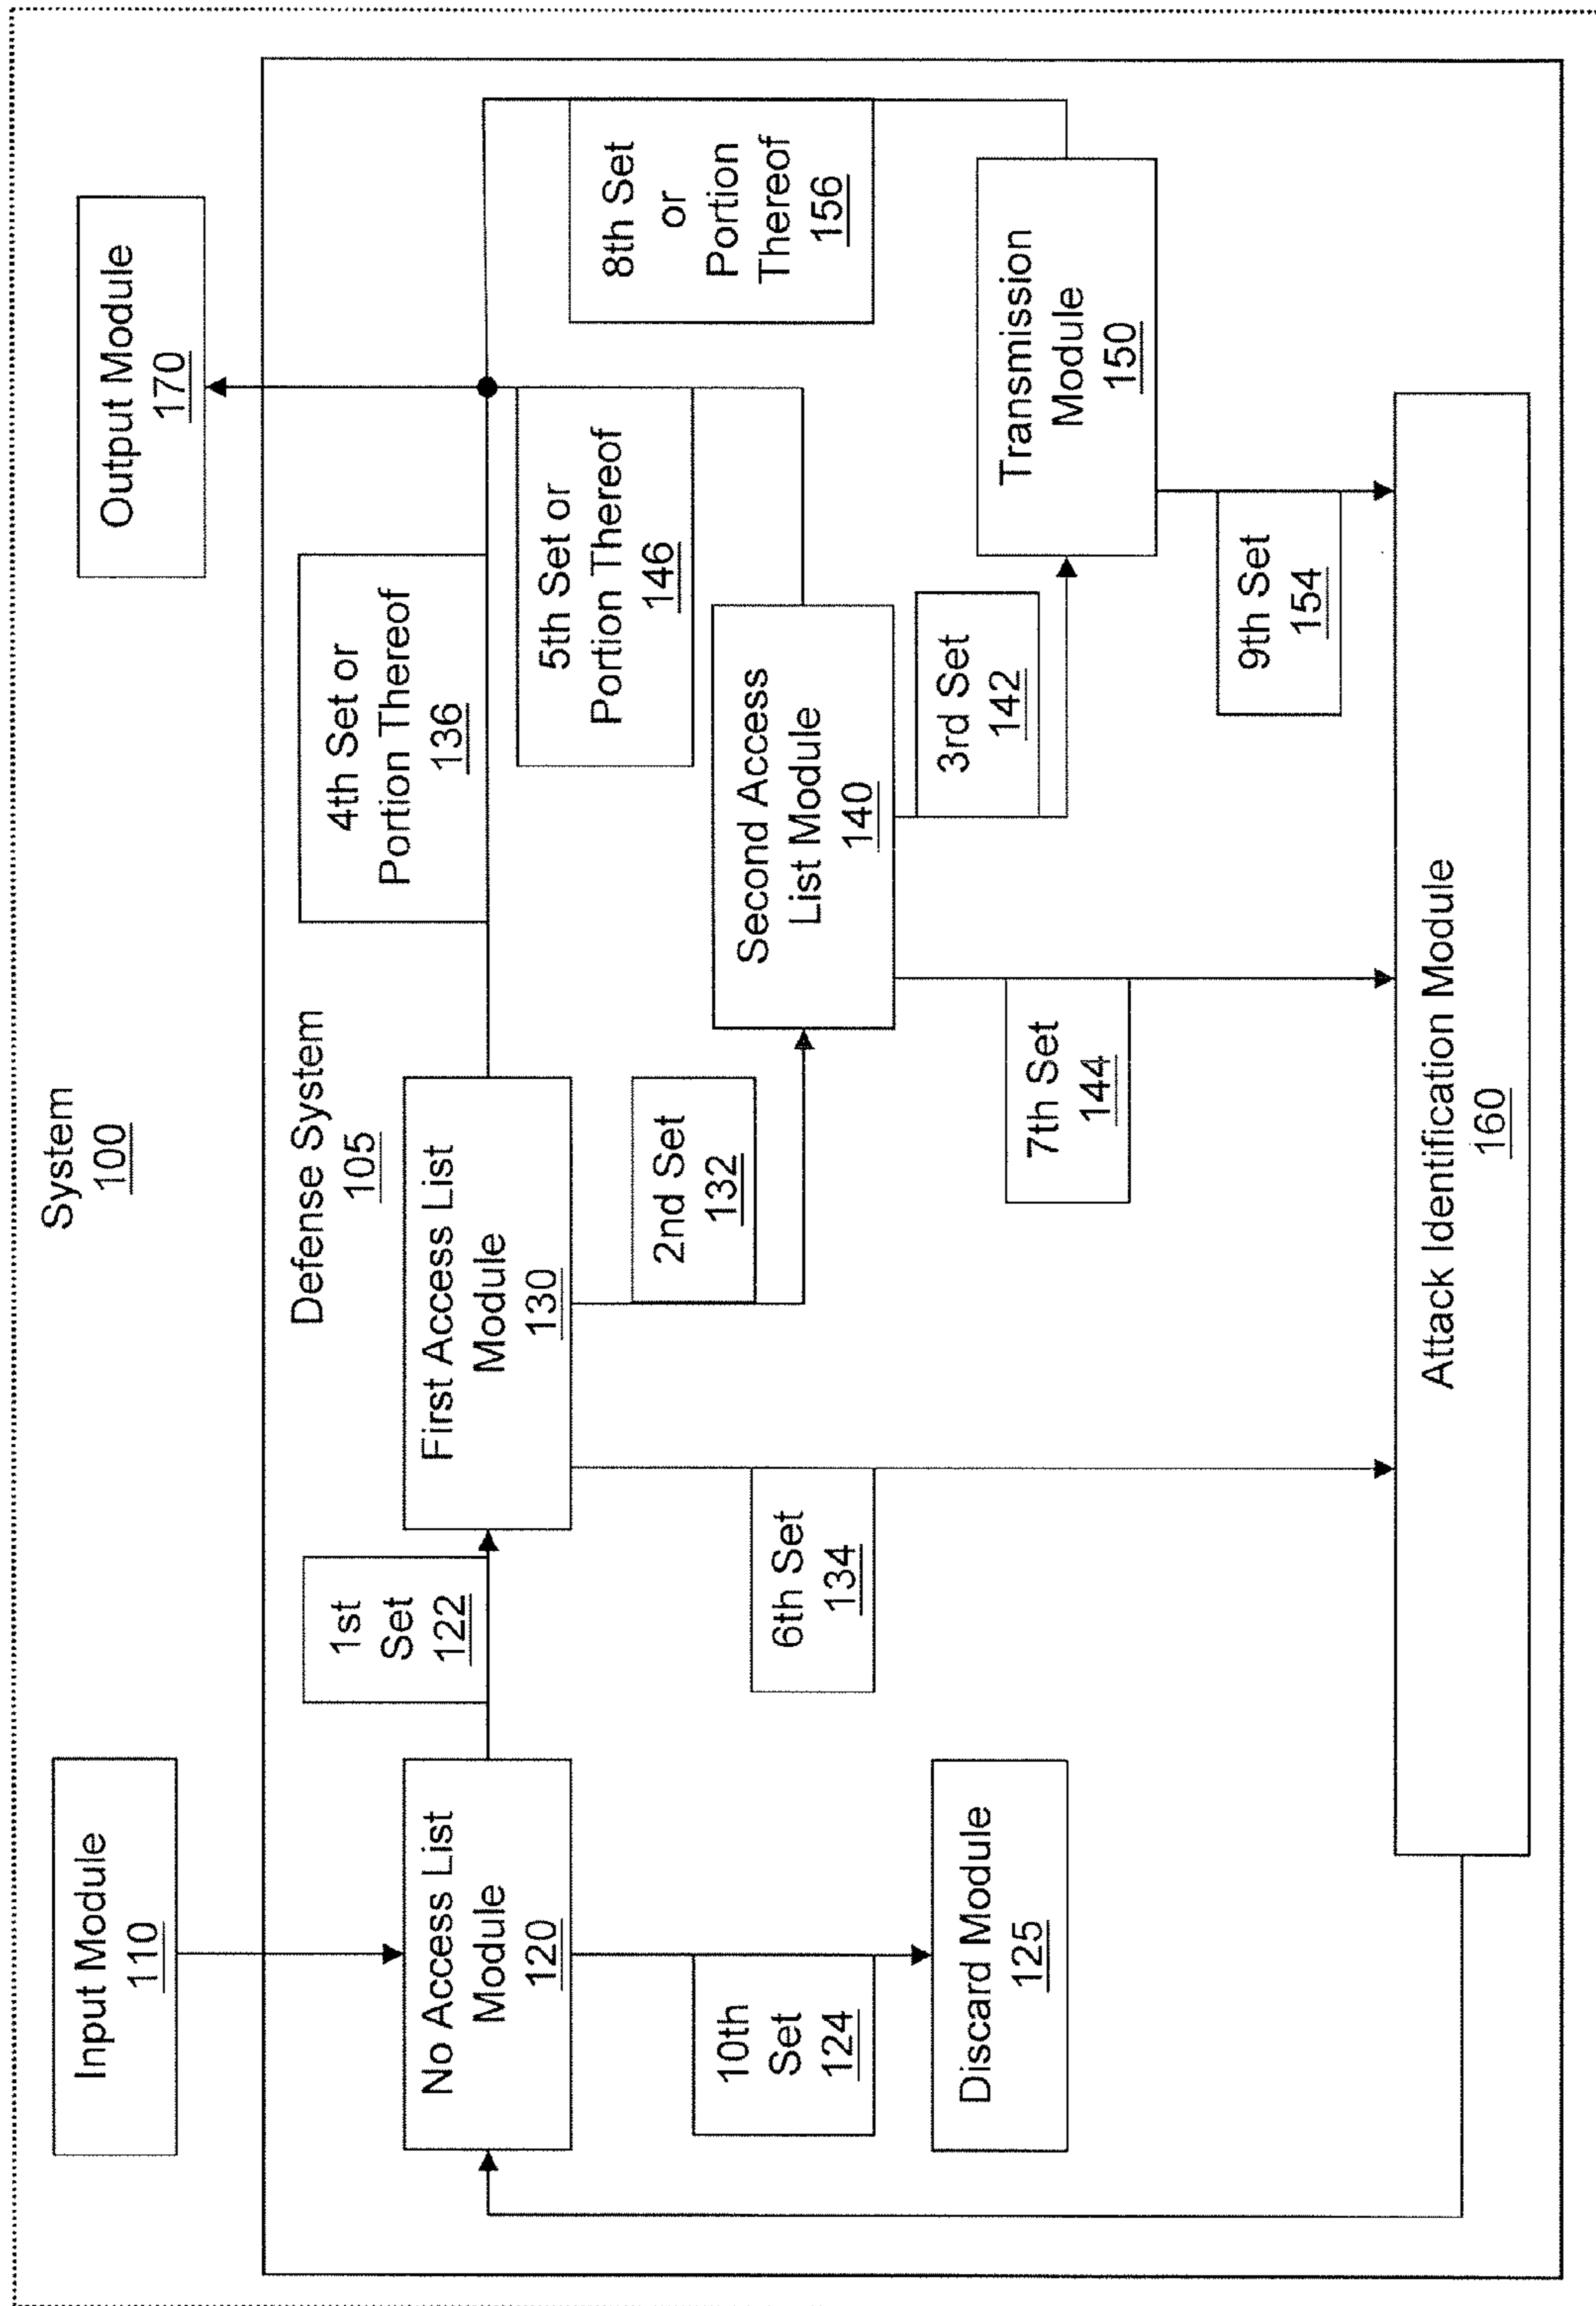 System
100
Input Module
110
Output Module
170
Defense System
105
No Access List
Module
120
1st
Set
122
First Access List
Module
130
4th Set or
Portion Thereof
136
10th
Set
124
Discard Module
125
6th Set
134
2nd Set
132
5th Set or
Portion Thereof
146
8th Set
or
Portion
Thereof
156
Second Access
List Module
140
7th Set
144
3rd Set
142
Transmission
Module
150
9th Set
154
Attack Identification Module
160